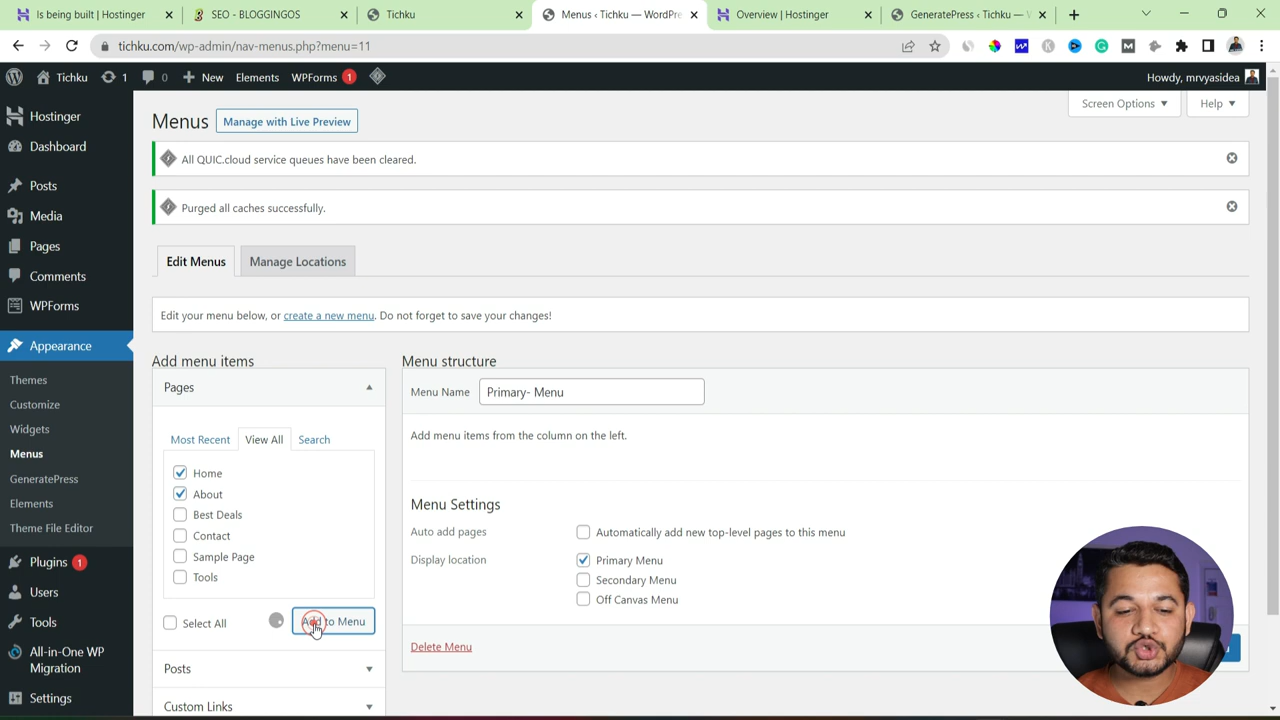 Is being built | Hostinger
SEO - BLOGGINGOS
Tichku
Menus ‹ Tichku — WordPre
Overview | Hostinger
GeneratePress ‹ Tichku — W
tichku.com/wp-admin/nav-menus.php?menu=11
Tichku
1
0
New
Elements
WPForms
1
Howdy, mrvyasidea
Hostinger
Dashboard
Posts
Media
Pages
Comments
WPForms
Appearance
Themes
Customize
Widgets
Menus
GeneratePress
Elements
Theme File Editor
Plugins 1
Users
Tools
All-in-One WP
Migration
Settings
Screen Options
Help
Menus
Manage with Live Preview
All QUIC.cloud service queues have been cleared.
Purged all caches successfully.
Edit Menus
Manage Locations
Edit your menu below, or create a new menu. Do not forget to save your changes!
Add menu items
Pages
Most Recent
View All
Search
Home
About
Best Deals
Contact
Sample Page
Tools
Select All
Add to Menu
Posts
Custom Links
Menu structure
Menu Name
Primary- Menu
Add menu items from the column on the left.
Menu Settings
Auto add pages
Automatically add new top-level pages to this menu
Display location
Primary Menu
Secondary Menu
Off Canvas Menu
Delete Menu